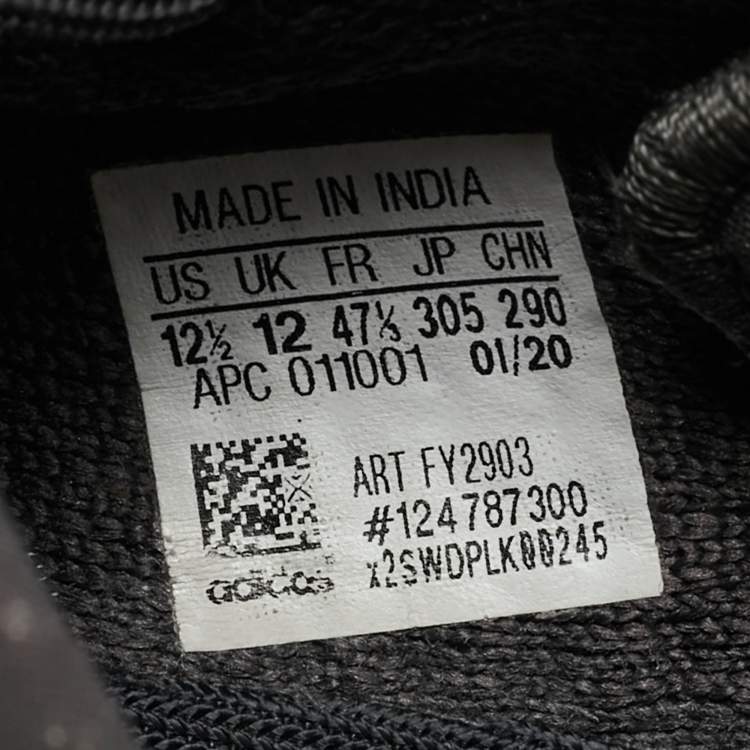 MADE IN INDIA
US UK FR JP CHN
12½ 12 47⅓ 305 290
APC 011001 01/20
ART FY2903
#124787300
x2SWDPLK00245
adidas